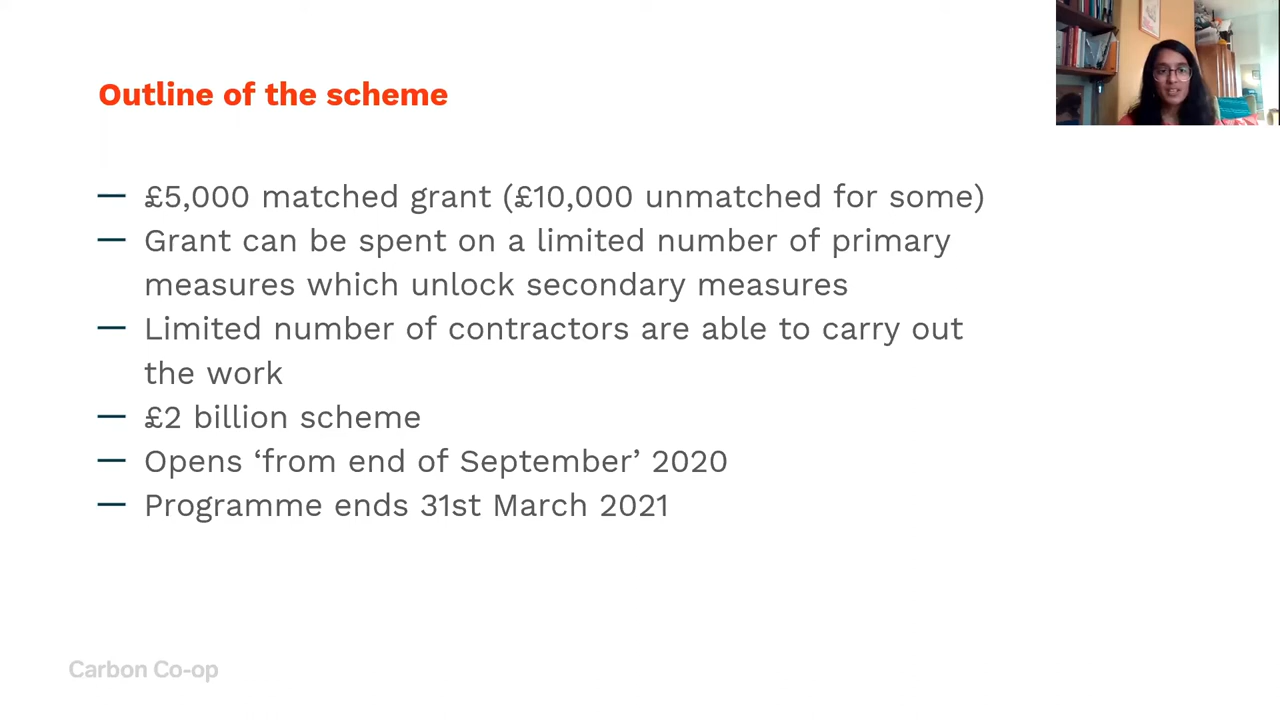 Outline of the scheme
— £5,000 matched grant (£10,000 unmatched for some)
— Grant can be spent on a limited number of primary
measures which unlock secondary measures
— Limited number of contractors are able to carry out
the work
— £2 billion scheme
— Opens ‘from end of September’ 2020
— Programme ends 31st March 2021
Carbon Co-op